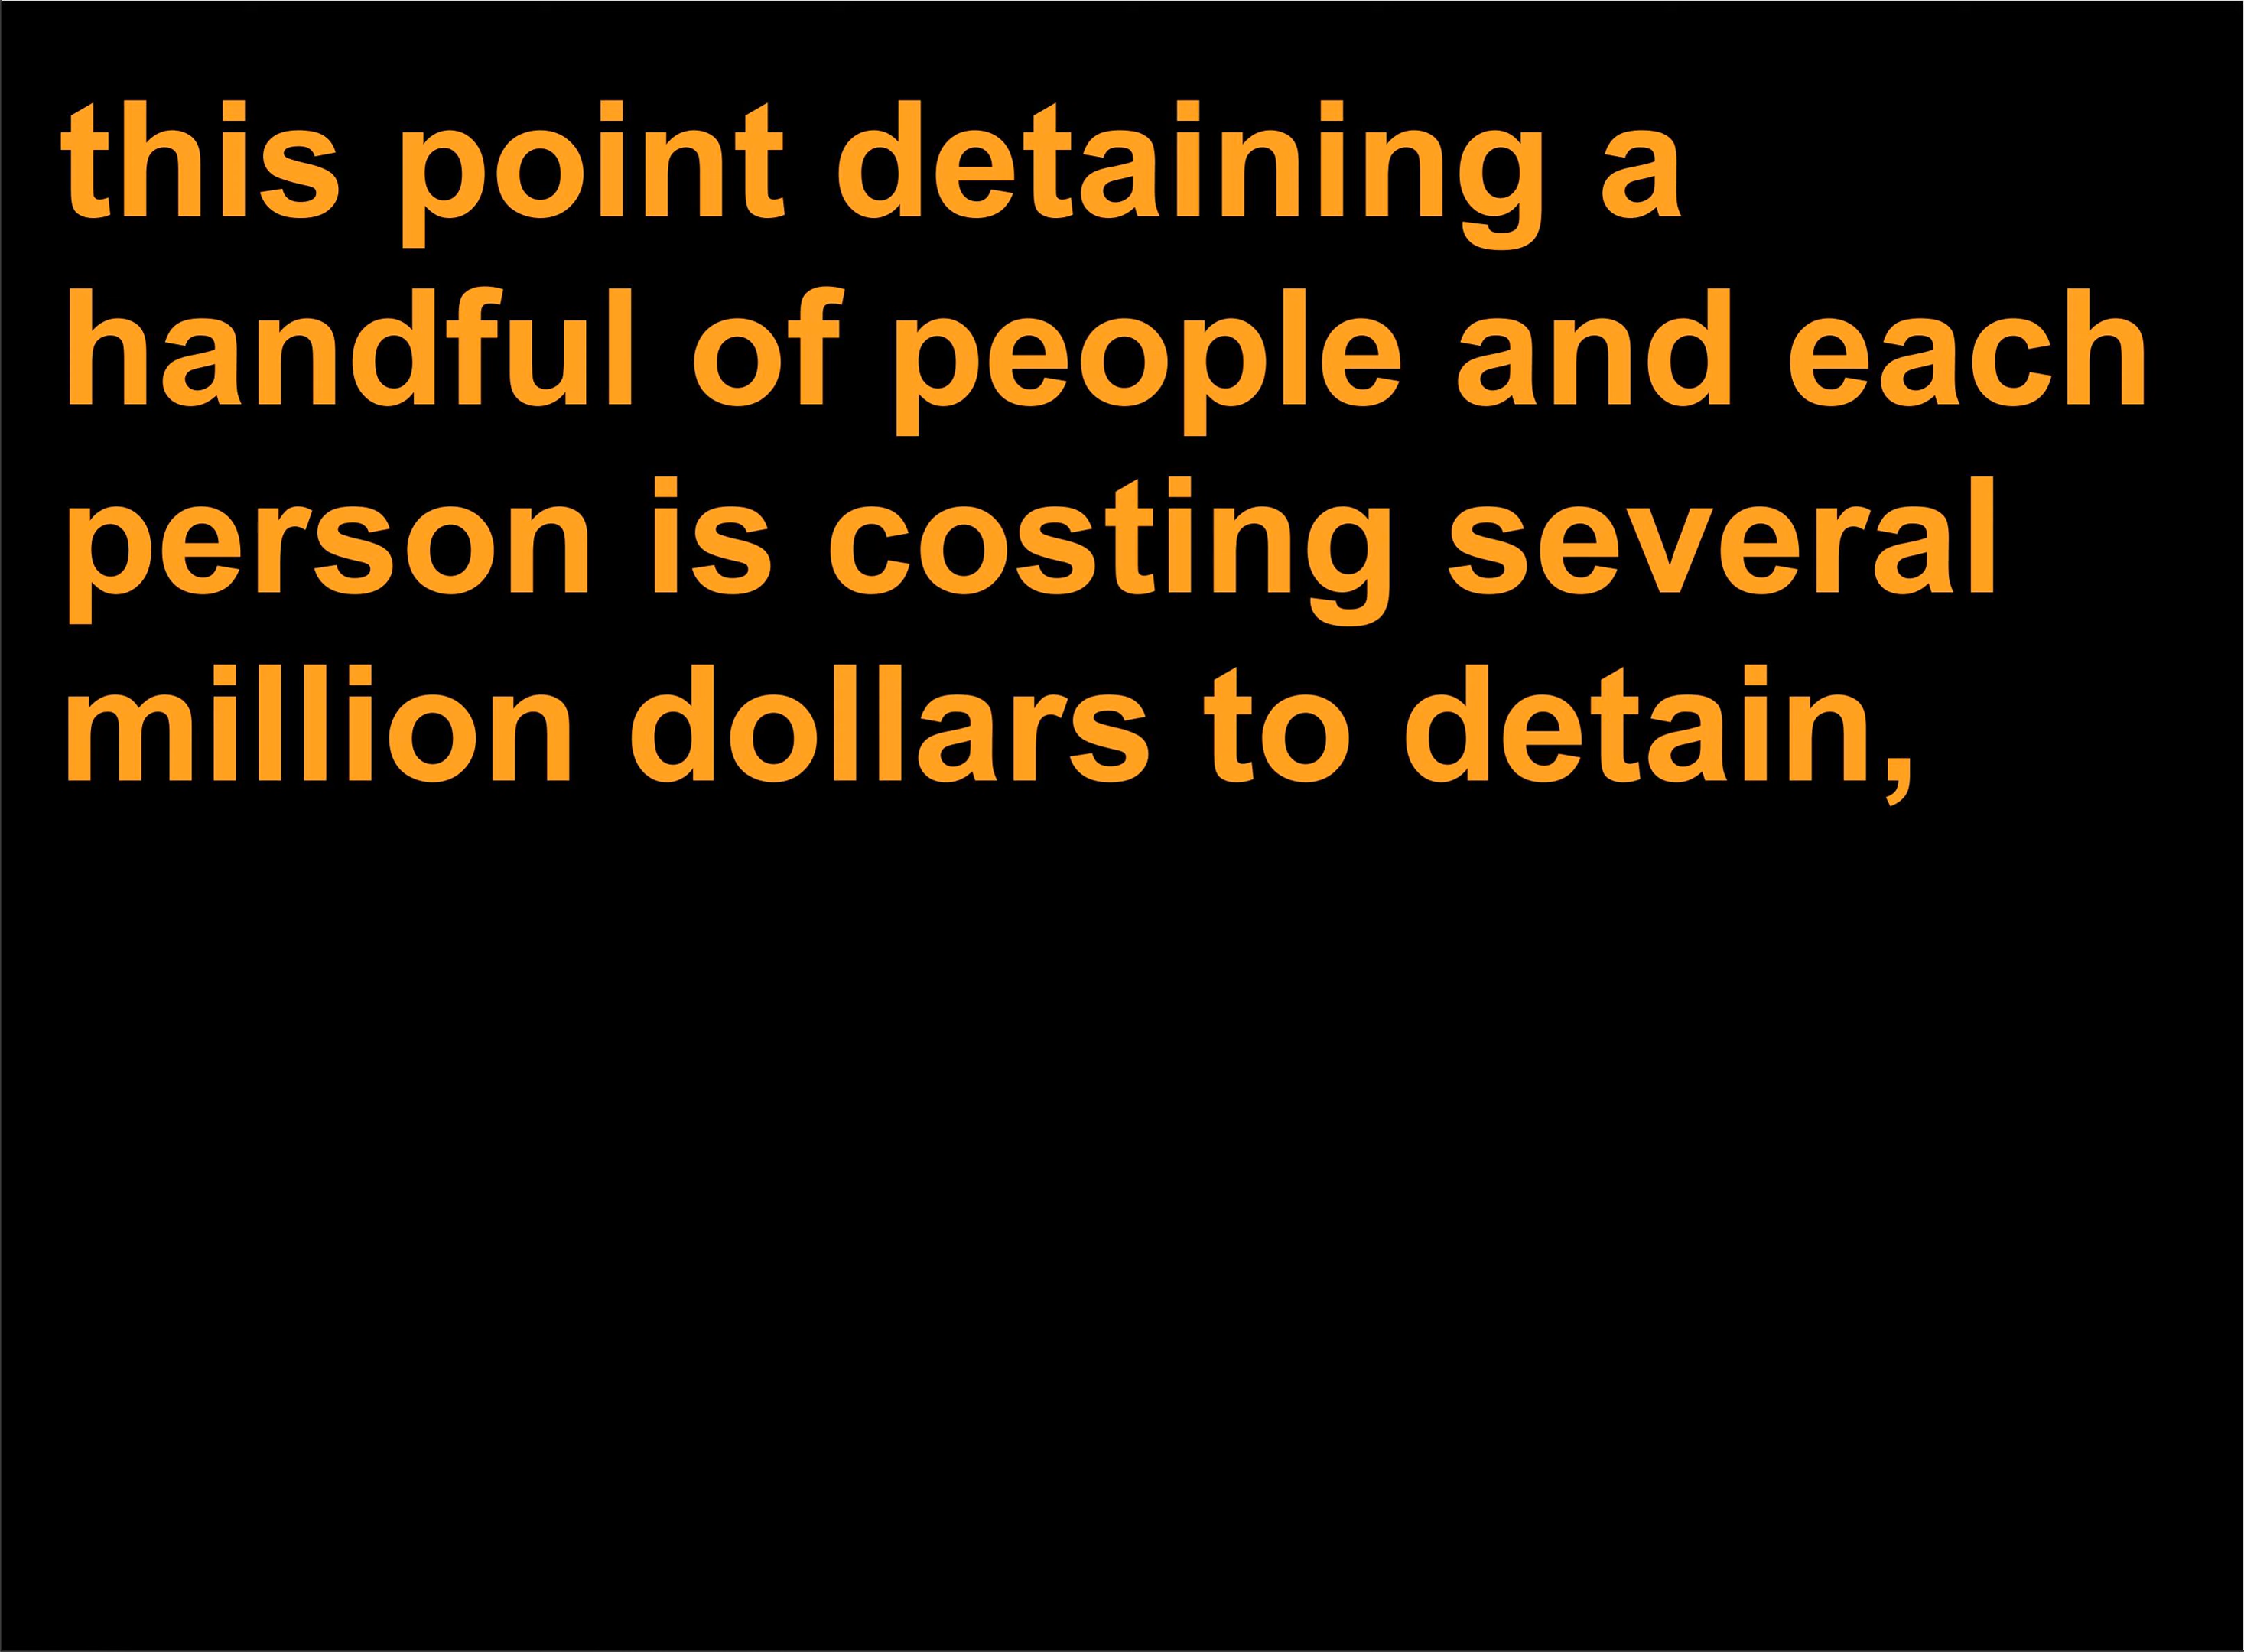 this point detaining a
handful of people and each
person is costing several
million dollars to detain,